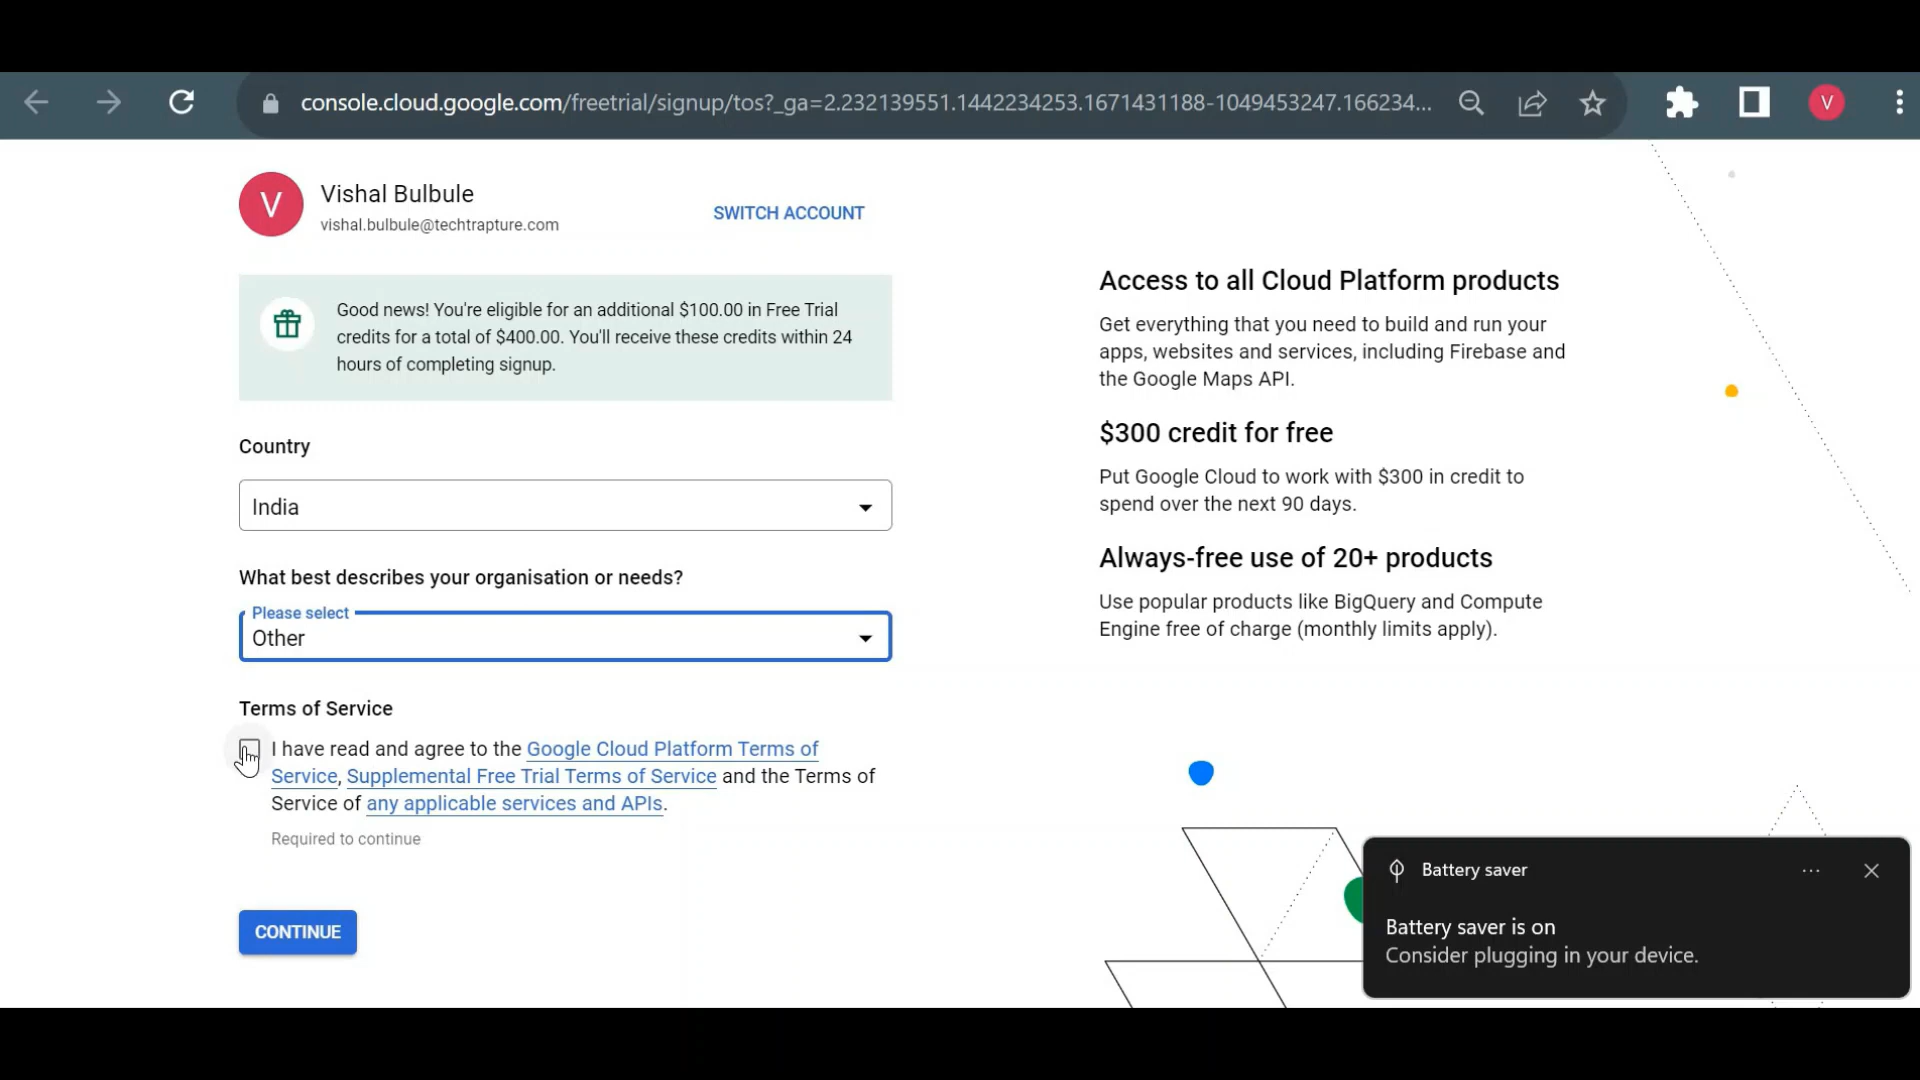 console.cloud.google.com/freetrial/signup/tos?_ga=2.232139551.1442234253.1671431188-1049453247.166234...
V
V
Vishal Bulbule
vishal.bulbule@techtrapture.com
SWITCH ACCOUNT
Good news! You're eligible for an additional $100.00 in Free Trial
credits for a total of $400.00. You'll receive these credits within 24
hours of completing signup.
Country
India
What best describes your organisation or needs?
Please select
Other
Terms of Service
I have read and agree to the Google Cloud Platform Terms of
Service, Supplemental Free Trial Terms of Service and the Terms of
Service of any applicable services and APIs.
Required to continue
CONTINUE
Access to all Cloud Platform products
Get everything that you need to build and run your
apps, websites and services, including Firebase and
the Google Maps API.
$300 credit for free
Put Google Cloud to work with $300 in credit to
spend over the next 90 days.
Always-free use of 20+ products
Use popular products like BigQuery and Compute
Engine free of charge (monthly limits apply).
Battery saver
Battery saver is on
Consider plugging in your device.